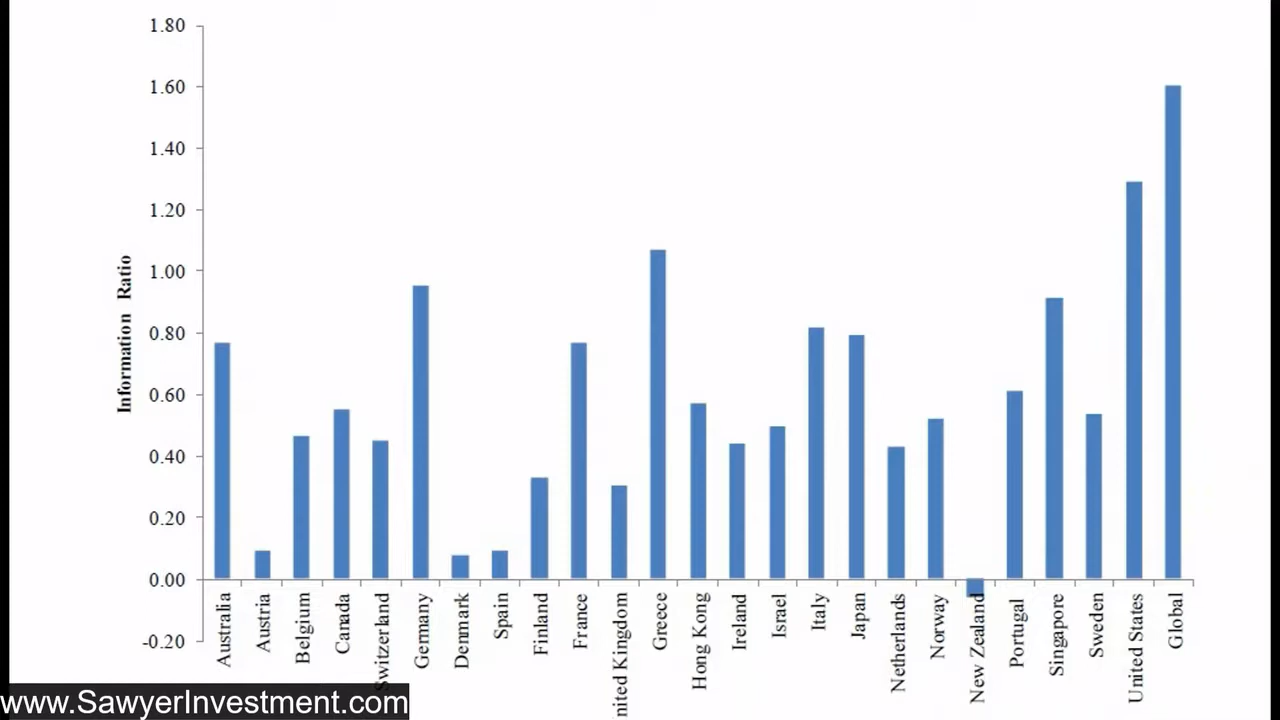 1.80
1.60
1.40
1.20
1.00
0.80
0.60
0.40
0.20
0.00
-0.20
Information Ratio
Australia
Austria
Belgium
Canada
Switzerland
Germany
Denmark
Spain
Finland
France
nited Kingdom
Greece
Hong Kong
Ireland
Israel
Italy
Japan
Netherlands
Norway
New Zealand
Portugal
Singapore
Sweden
United States
Global
www.SawyerInvestment.com